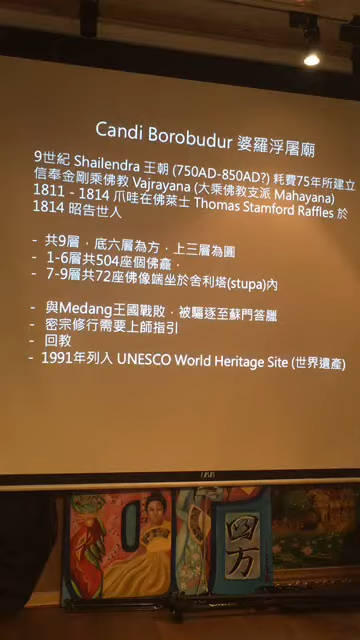 Candi Borobudur 婆羅浮屠廟
9世紀 Shailendra 王朝 (750AD-850AD?) 耗費75年所建立
信奉金剛乘佛教 Vajrayana (大乘佛教支派 Mahayana)
1811 - 1814 爪哇在佛萊士 Thomas Stamford Raffles 於
1814 昭告世人
- 共9層，底六層為方，上三層為圓
- 1-6層共504座個佛龕，
- 7-9層共72座佛像端坐於舍利塔(stupa)內
- 與Medang王國戰敗，被驅逐至蘇門答臘
- 密宗修行需要上師指引
- 回教
- 1991年列入 UNESCO World Heritage Site (世界遺產)
四方